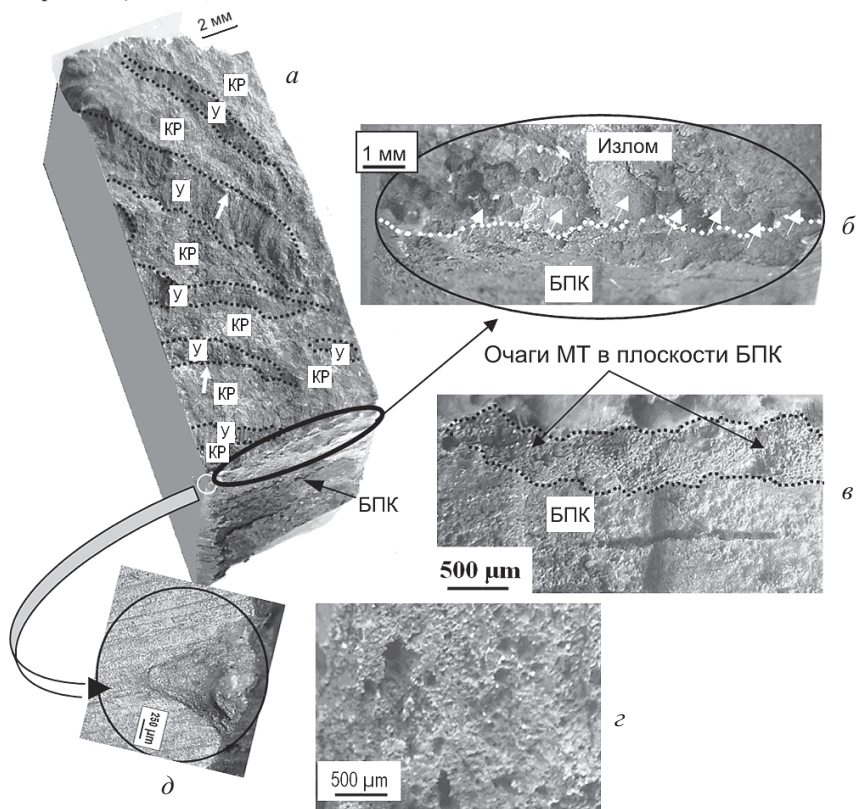 2 мм
а
КР
У
КР
КР
У
КР
У
КР
У
КР
У
КР
У
КР
У
КР
БПК
1 мм
Излом
БПК
б
Очаги МТ в плоскости БПК
БПК
500 µm
в
250 µm
д
500 µm
г